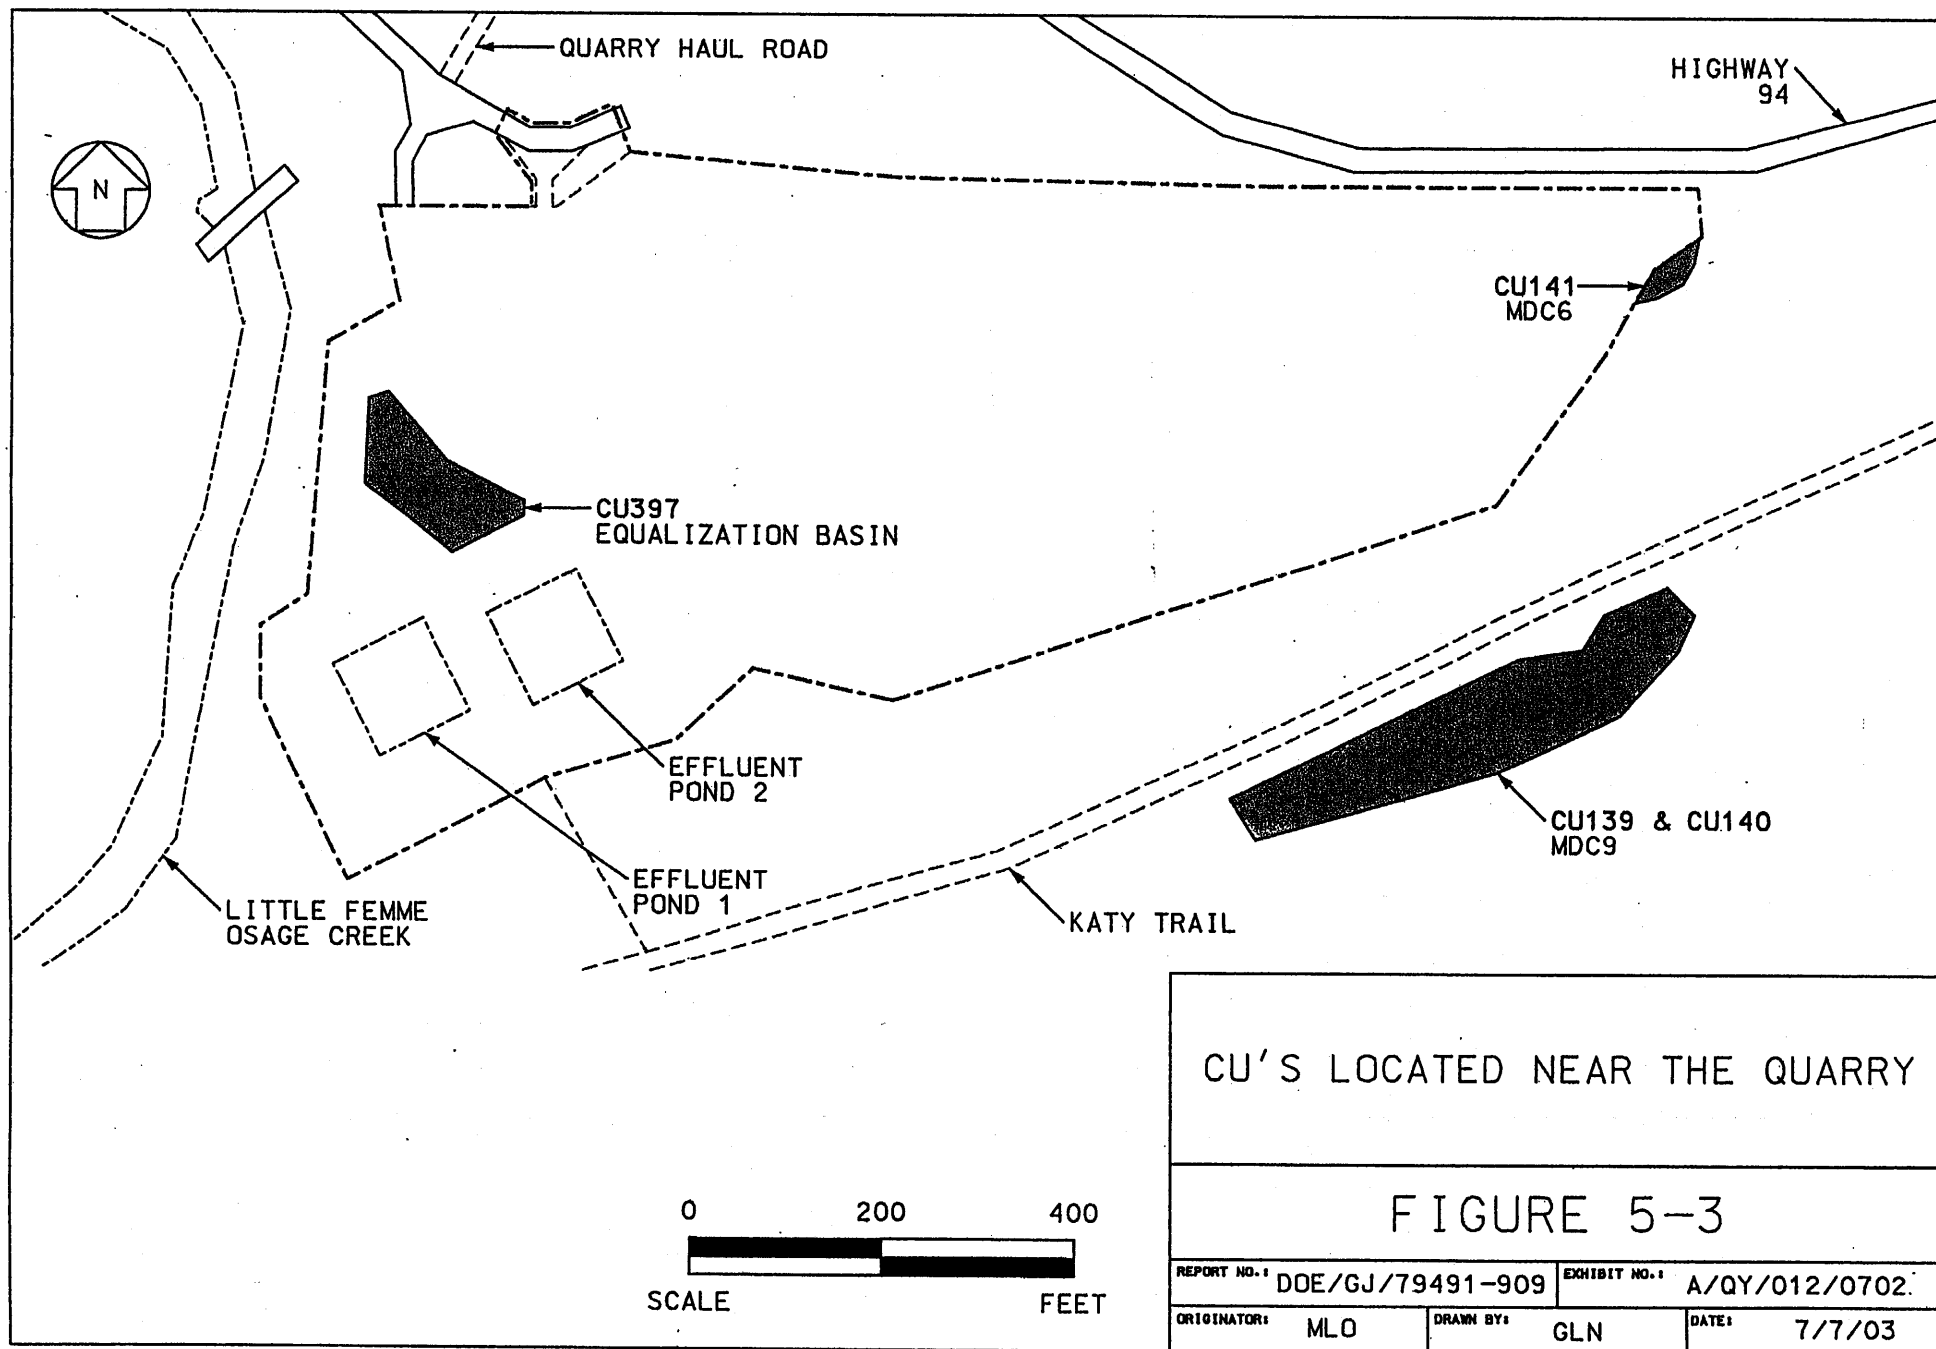 QUARRY HAUL ROAD
HIGHWAY
94
N
CU141
MDC6
CU397
EQUALIZATION BASIN
EFFLUENT
POND 2
CU139 & CU140
MDC9
EFFLUENT
POND 1
LITTLE FEMME
OSAGE CREEK
KATY TRAIL
CU'S LOCATED NEAR THE QUARRY
0 200 400
SCALE FEET
FIGURE 5-3
REPORT NO.: DOE/GJ/79491-909 EXHIBIT NO.: A/QY/012/0702
ORIGINATOR: MLO DRAWN BY: GLN DATE: 7/7/03